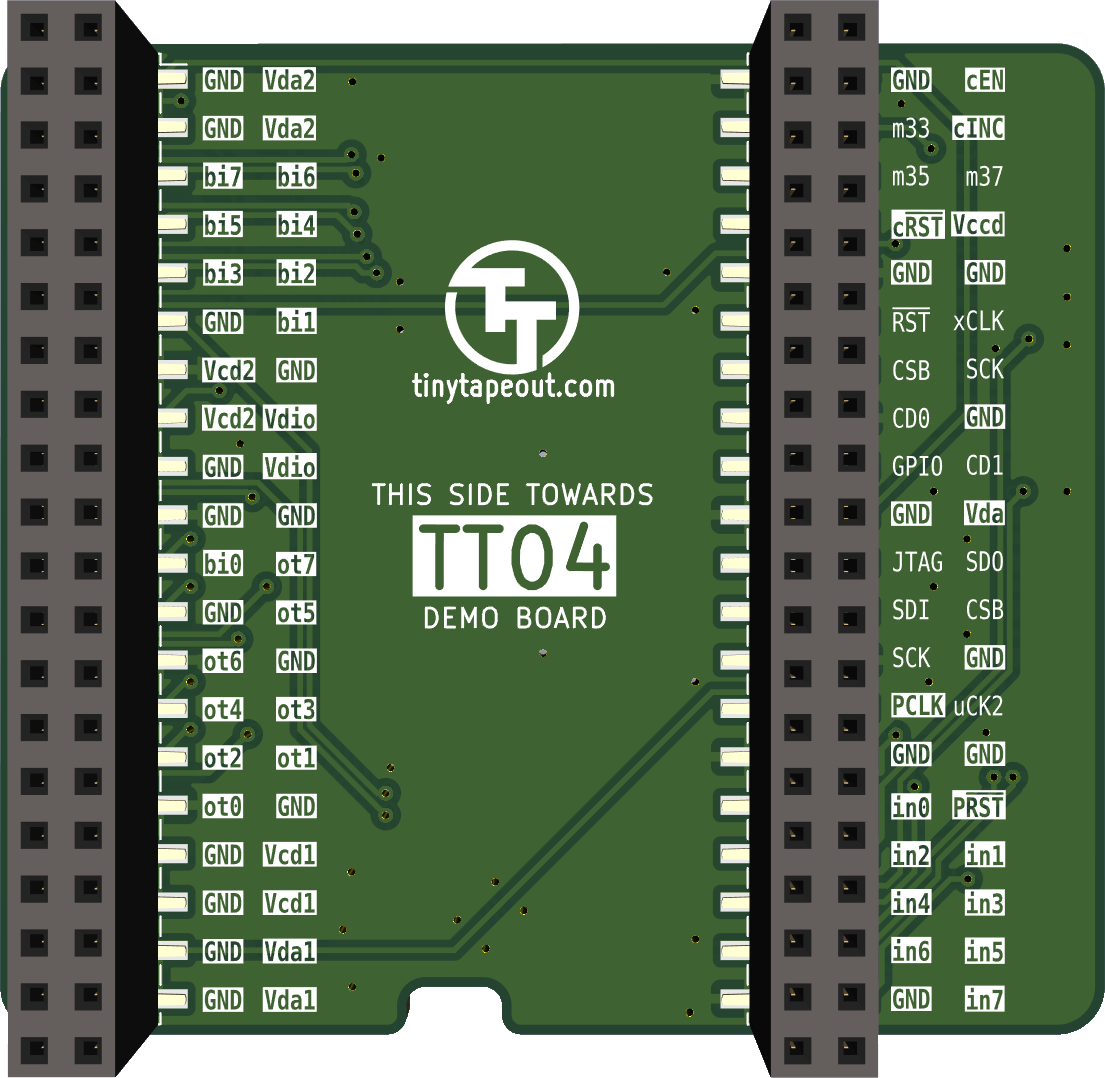 GND Vda2 GND cEN
GND Vda2 m33 cINC
bi7 bi6 m35 m37
bi5 bi4 cRST Vccd
bi3 bi2 GND GND
GND bi1 RST xCLK
Vcd2 GND CSB SCK
tinytapeout.com
Vcd2 Vdio CD0 GND
GND Vdio GPIO CD1
THIS SIDE TOWARDS
GND GND GND Vda
TT04
bi0 ot7 JTAG SDO
GND ot5 SDI CSB
DEMO BOARD
ot6 GND SCK GND
ot4 ot3 PCLK uCK2
ot2 ot1 GND GND
ot0 GND in0 PRST
GND Vcd1 in2 in1
GND Vcd1 in4 in3
GND Vda1 in6 in5
GND Vda1 GND in7